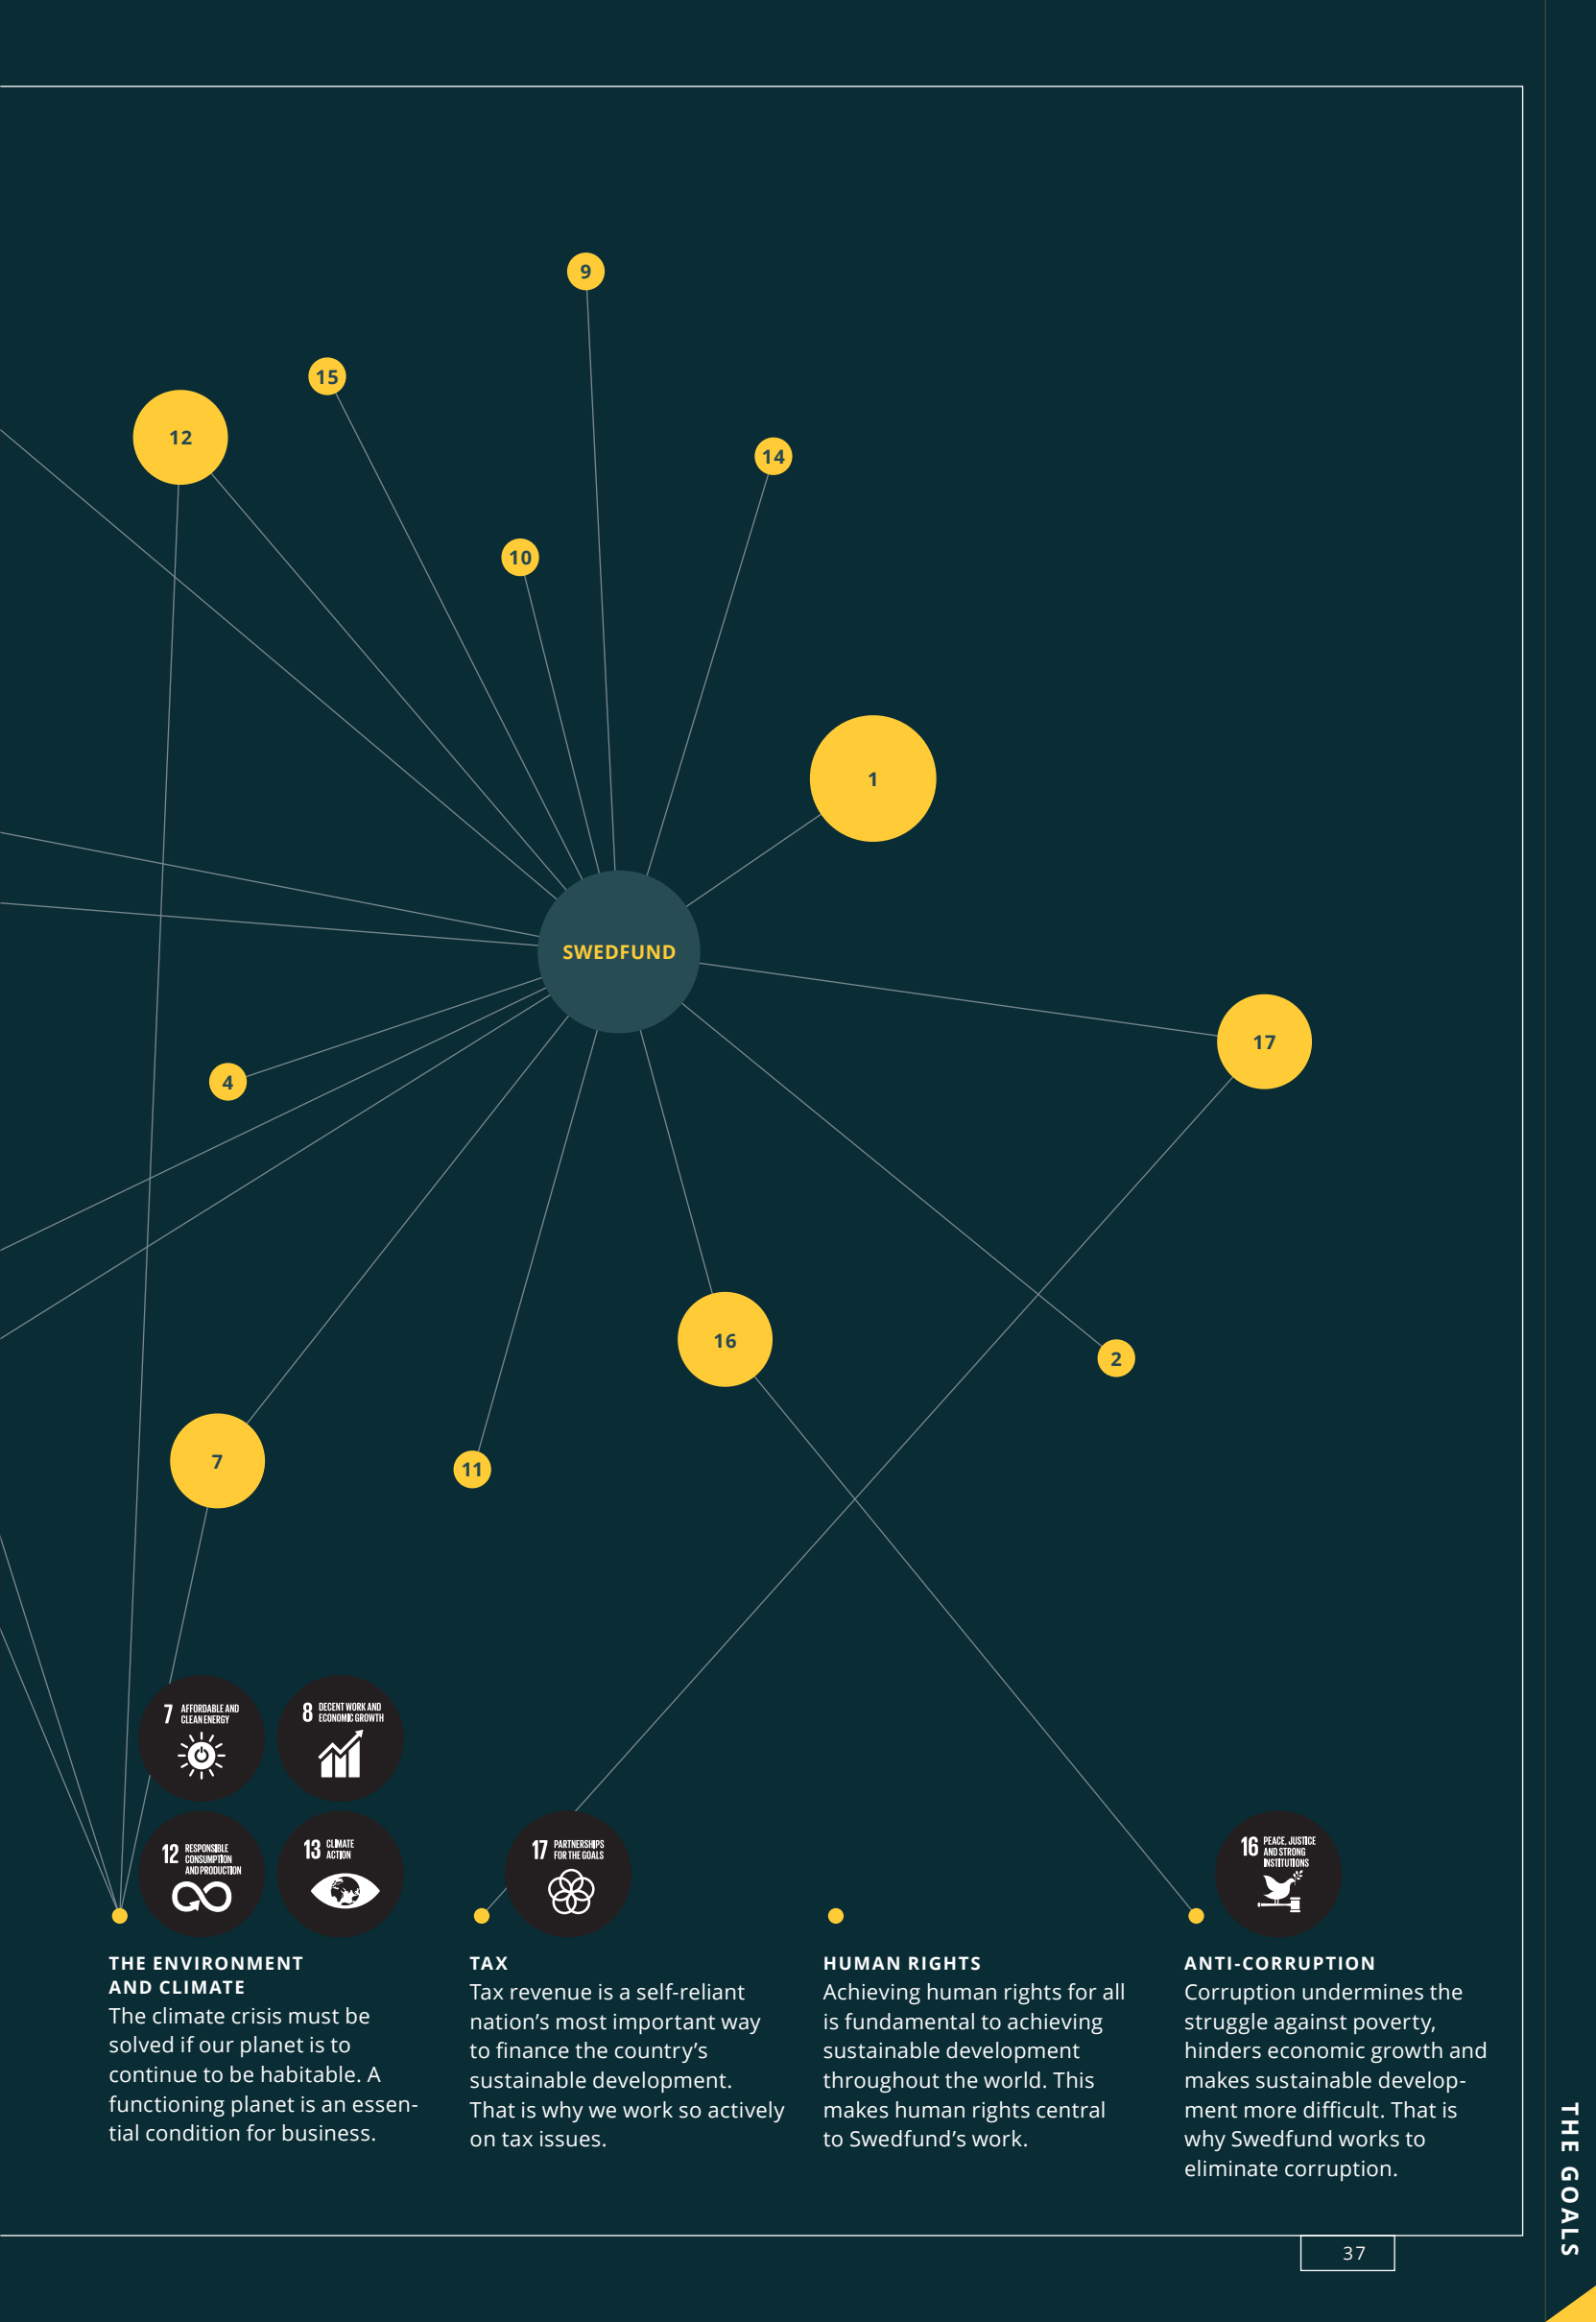 9
15
12
14
10
1
SWEDFUND
17
4
16
2
7
11
7 AFFORDABLE AND
CLEAN ENERGY
8 DECENT WORK AND
ECONOMIC GROWTH
12 RESPONSIBLE
CONSUMPTION
AND PRODUCTION
13 CLIMATE
ACTION
17 PARTNERSHIPS
FOR THE GOALS
16 PEACE, JUSTICE
AND STRONG
INSTITUTIONS
THE ENVIRONMENT
AND CLIMATE
The climate crisis must be
solved if our planet is to
continue to be habitable. A
functioning planet is an essen-
tial condition for business.
TAX
Tax revenue is a self-reliant
nation’s most important way
to finance the country’s
sustainable development.
That is why we work so actively
on tax issues.
HUMAN RIGHTS
Achieving human rights for all
is fundamental to achieving
sustainable development
throughout the world. This
makes human rights central
to Swedfund’s work.
ANTI-CORRUPTION
Corruption undermines the
struggle against poverty,
hinders economic growth and
makes sustainable develop-
ment more difficult. That is
why Swedfund works to
eliminate corruption.
THE GOALS
37